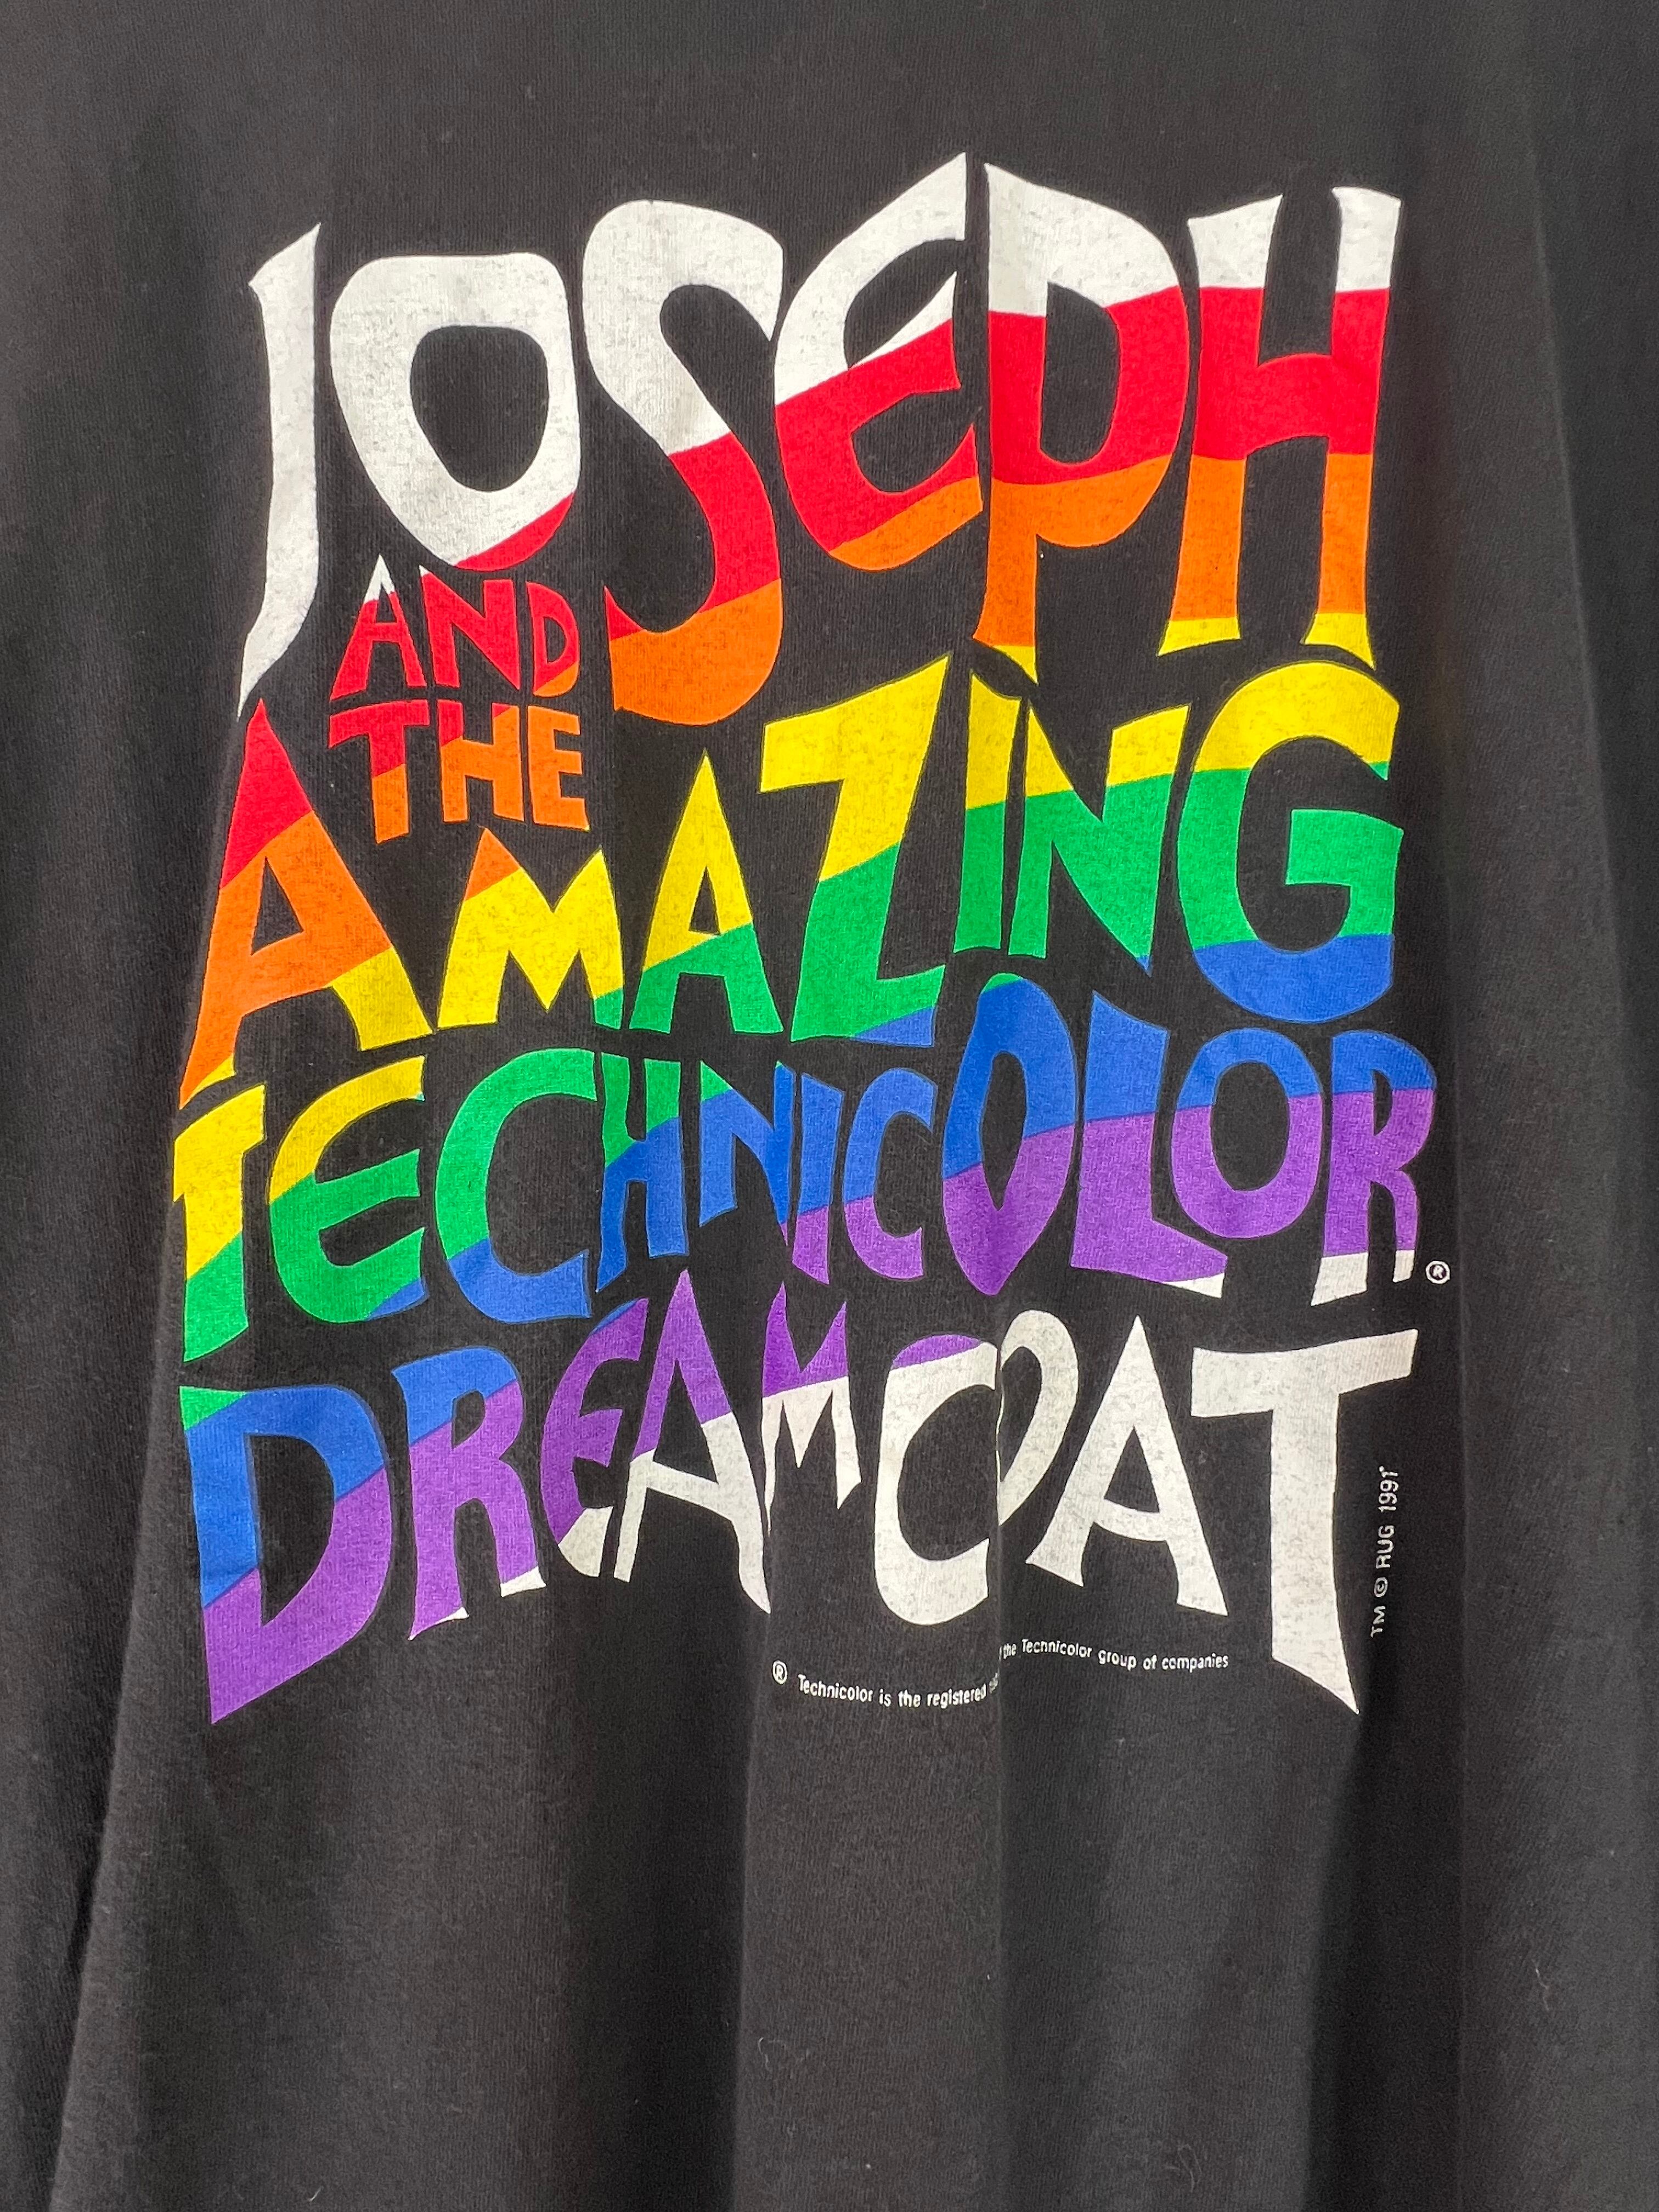 JOSEPH
AND
THE
AMAZING
TECHNICOLOR®
DREAMCOAT
TM © RUG 1991
® Technicolor is the registered the Technicolor group of companies